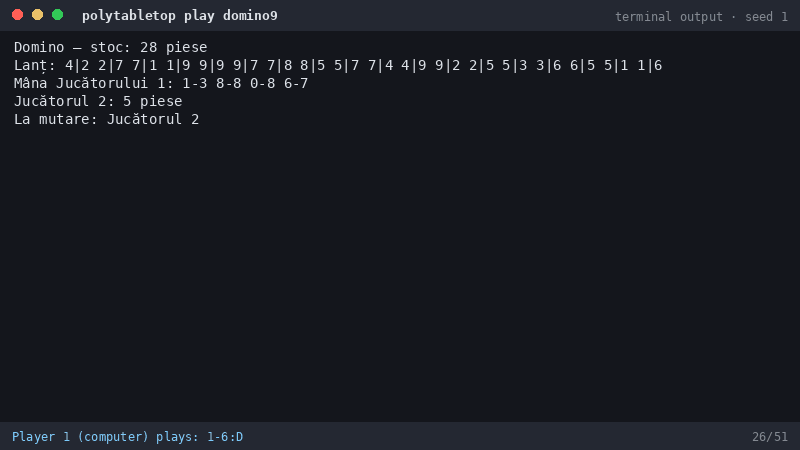 polytabletop play domino9
terminal output · seed 1
Domino — stoc: 28 piese
Lanț: 4|2 2|7 7|1 1|9 9|9 9|7 7|8 8|5 5|7 7|4 4|9 9|2 2|5 5|3 3|6 6|5 5|1 1|6
Mâna Jucătorului 1: 1-3 8-8 0-8 6-7
Jucătorul 2: 5 piese
La mutare: Jucătorul 2
Player 1 (computer) plays: 1-6:D
26/51